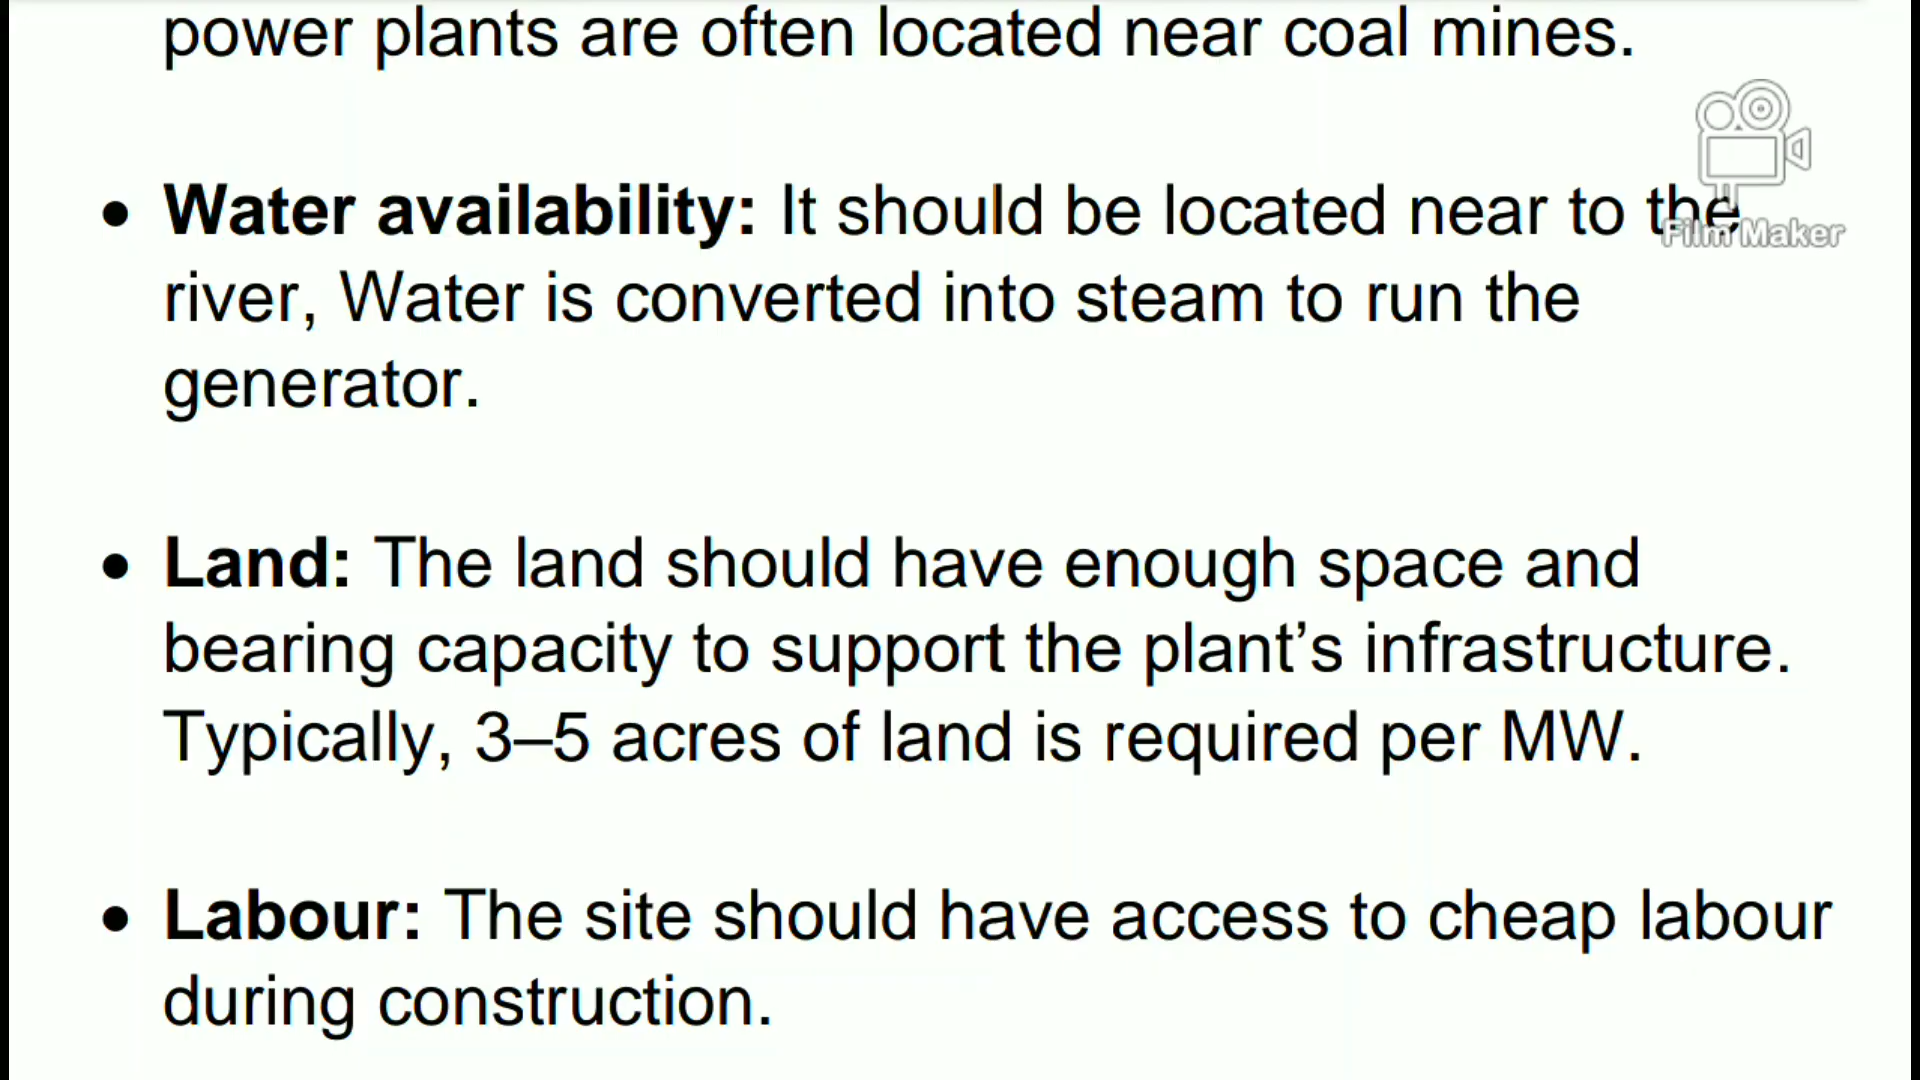 power plants are often located near coal mines.
• Water availability: It should be located near to the
Film Maker
river, Water is converted into steam to run the
generator.
• Land: The land should have enough space and
bearing capacity to support the plant’s infrastructure.
Typically, 3–5 acres of land is required per MW.
• Labour: The site should have access to cheap labour
during construction.